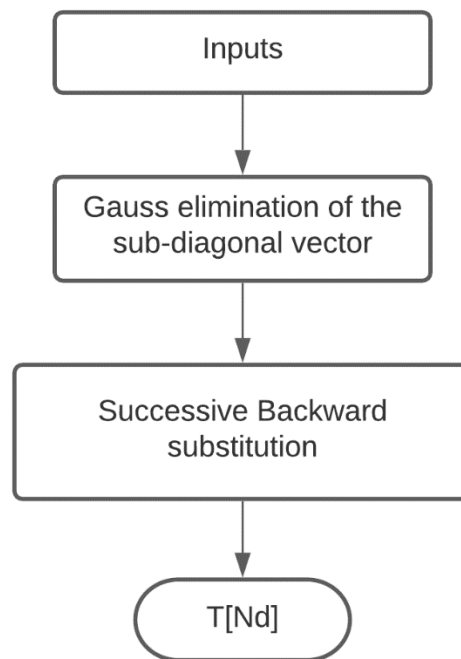 Inputs
Gauss elimination of the
sub-diagonal vector
Successive Backward
substitution
T[Nd]